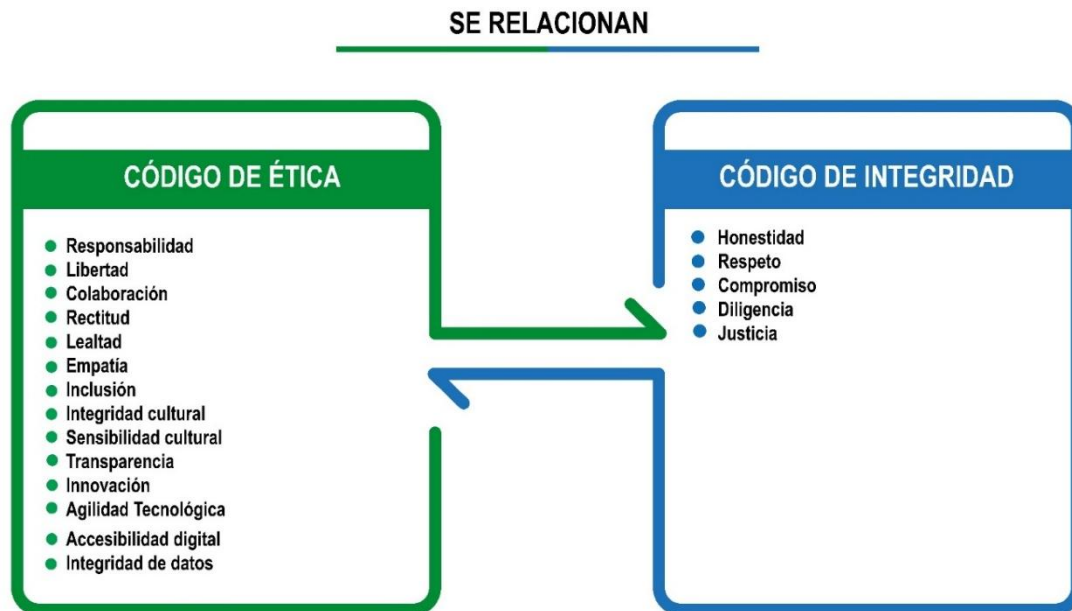 SE RELACIONAN
CÓDIGO DE ÉTICA
Responsabilidad
Libertad
Colaboración
Rectitud
Lealtad
Empatía
Inclusión
Integridad cultural
Sensibilidad cultural
Transparencia
Innovación
Agilidad Tecnológica
Accesibilidad digital
Integridad de datos
CÓDIGO DE INTEGRIDAD
Honestidad
Respeto
Compromiso
Diligencia
Justicia